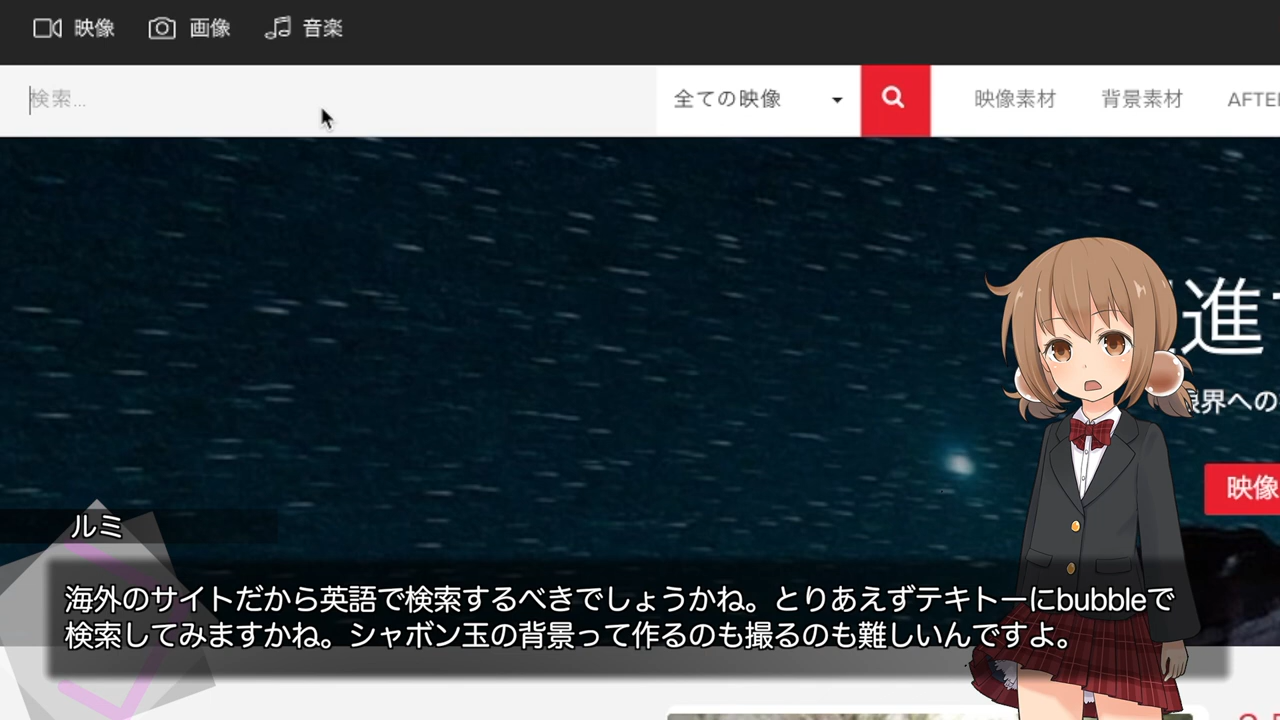 映像 画像 音楽
検索... 全ての映像 映像素材 背景素材
進
界への
映像
ルミ
海外のサイトだから英語で検索するべきでしょうかね。とりあえずテキトーにbubbleで
検索してみますかね。シャボン玉の背景って作るのも撮るのも難しいんですよ。